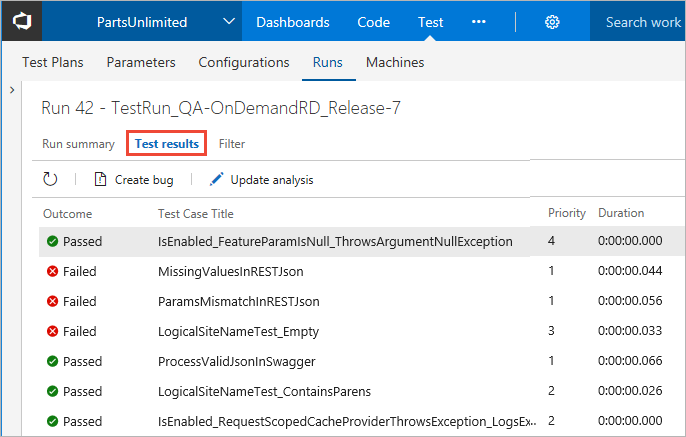 PartsUnlimited Dashboards Code Test ••• Search work
Test Plans Parameters Configurations Runs Machines
Run 42 - TestRun_QA-OnDemandRD_Release-7
Run summary Test results Filter
Create bug Update analysis
Outcome Test Case Title Priority Duration
Passed IsEnabled_FeatureParamIsNull_ThrowsArgumentNullException 4 0:00:00.000
Failed MissingValuesInRESTJson 1 0:00:00.044
Failed ParamsMismatchInRESTJson 1 0:00:00.056
Failed LogicalSiteNameTest_Empty 3 0:00:00.033
Passed ProcessValidJsonInSwagger 1 0:00:00.066
Passed LogicalSiteNameTest_ContainsParens 2 0:00:00.026
Passed IsEnabled_RequestScopedCacheProviderThrowsException_LogsEx... 2 0:00:00.000